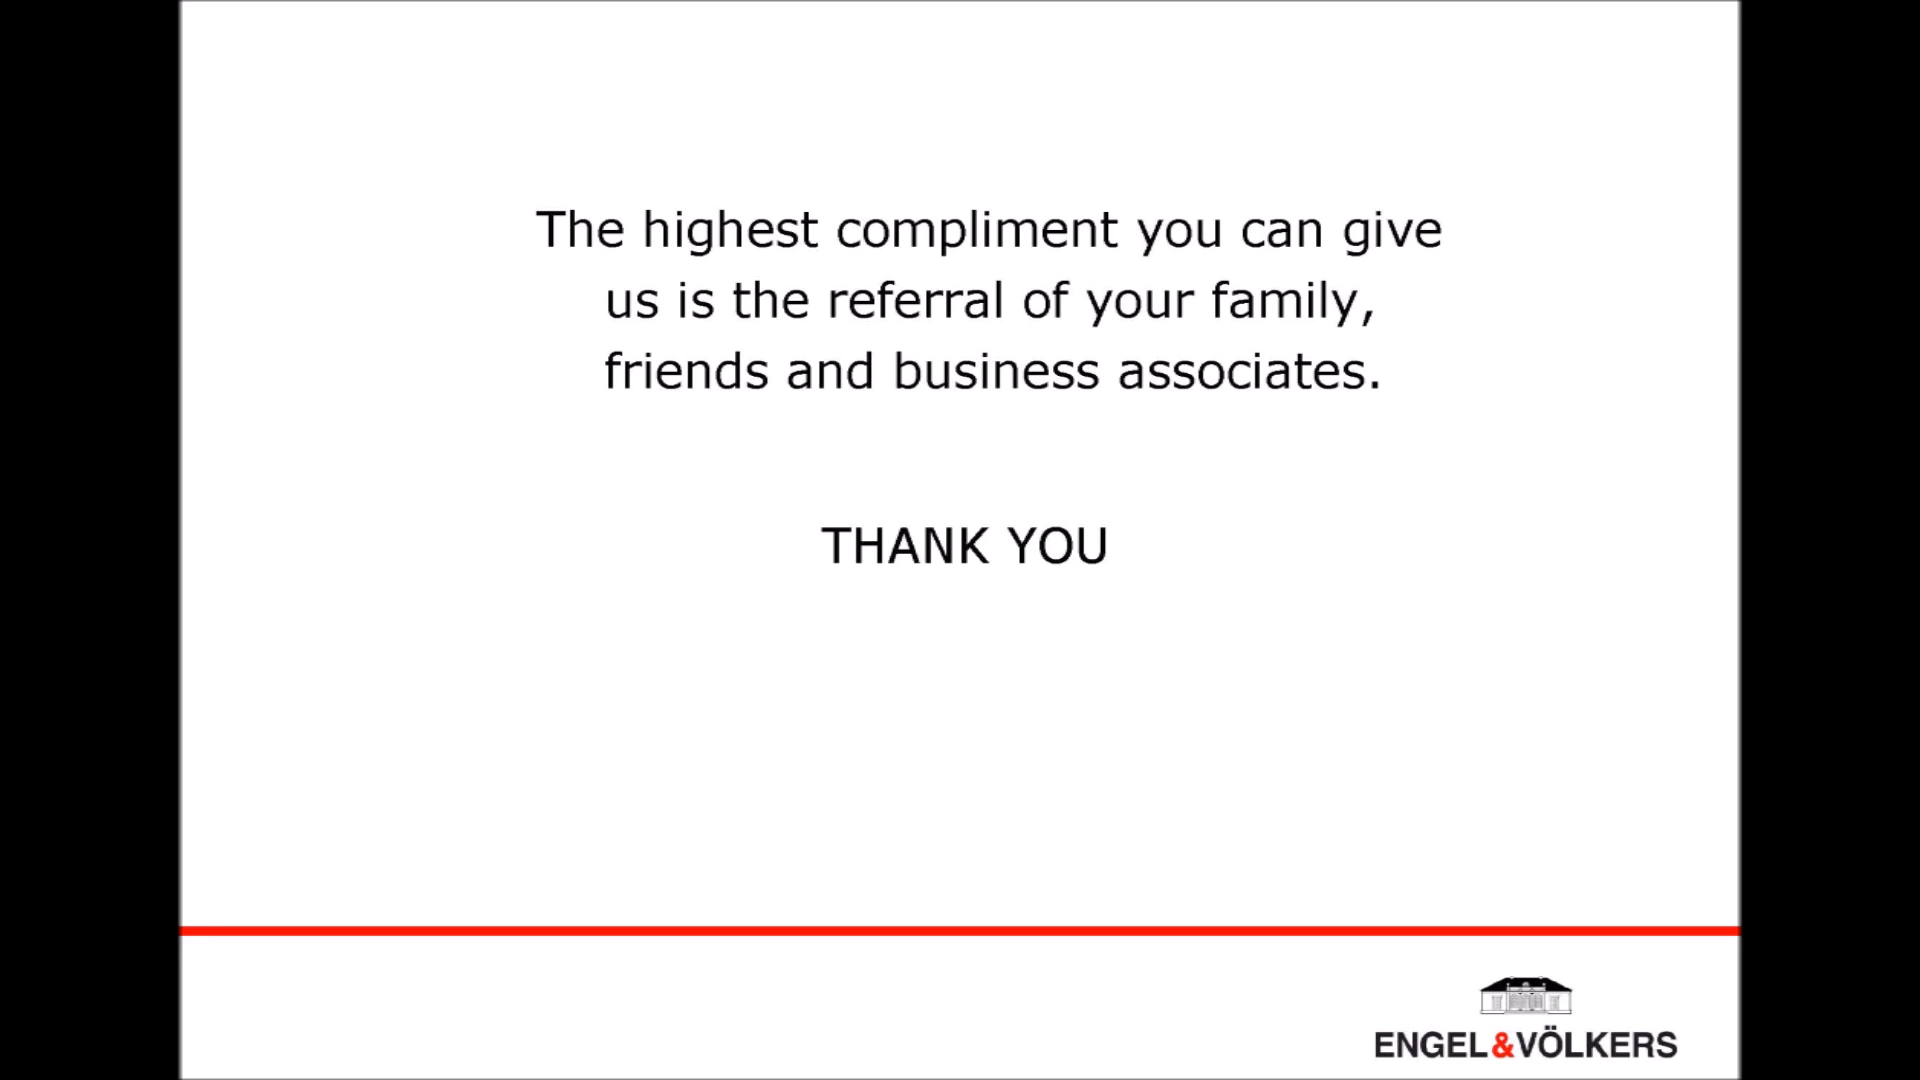 The highest compliment you can give
us is the referral of your family,
friends and business associates.
THANK YOU
ENGEL&VÖLKERS